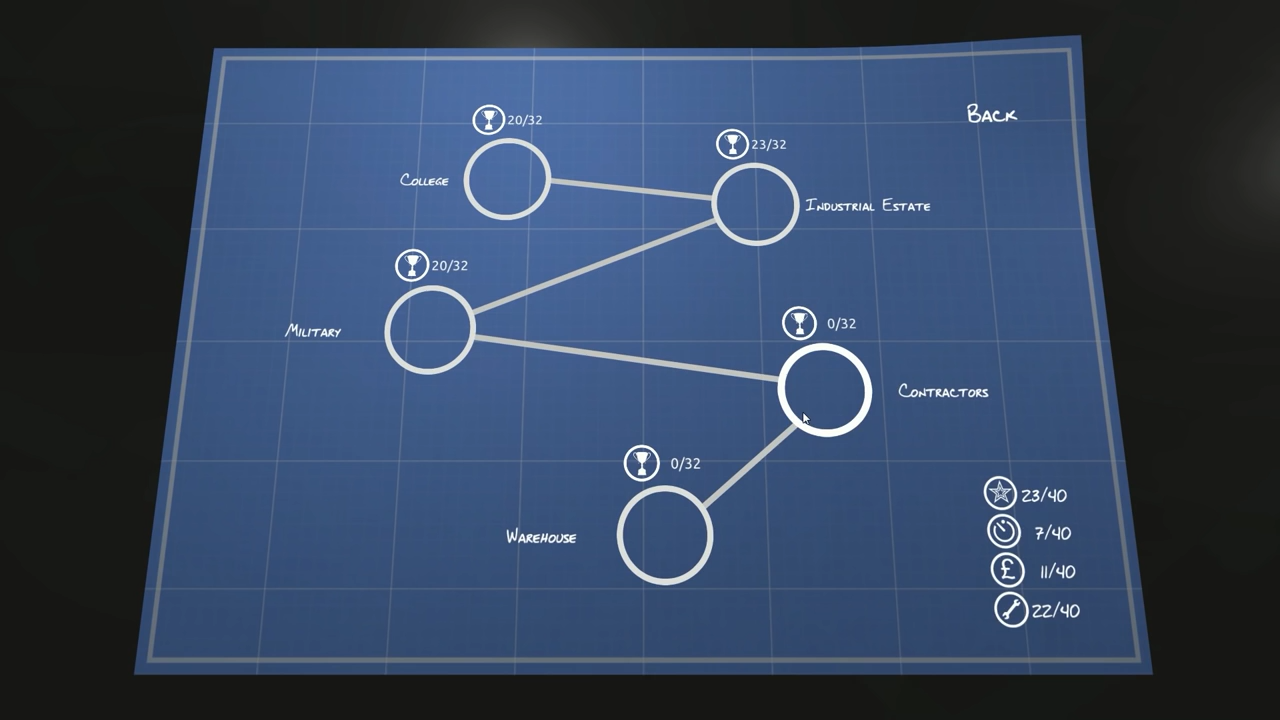 20/32
BACK
23/32
COLLEGE
INDUSTRIAL ESTATE
20/32
MILITARY
0/32
CONTRACTORS
0/32
WAREHOUSE
23/40
7/40
£ 11/40
22/40